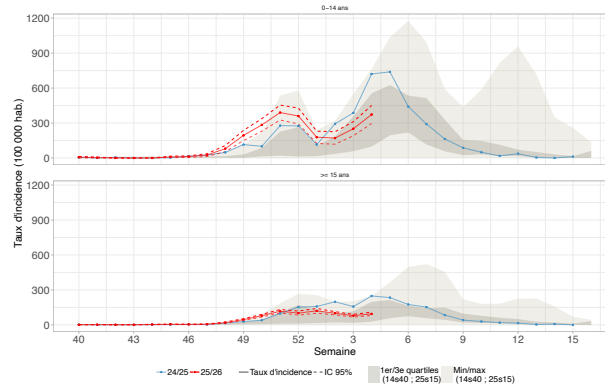 0−14 ans
1200
900
600
300
0
>= 15 ans
1200
900
600
300
0
Taux d'incidence (100 000 hab.)
40 43 46 49 52 3 6 9 12 15
Semaine
24/25 25/26 Taux d'incidence IC 95% 1er/3e quartiles (14s40 ; 25s15) Min/max (14s40 ; 25s15)